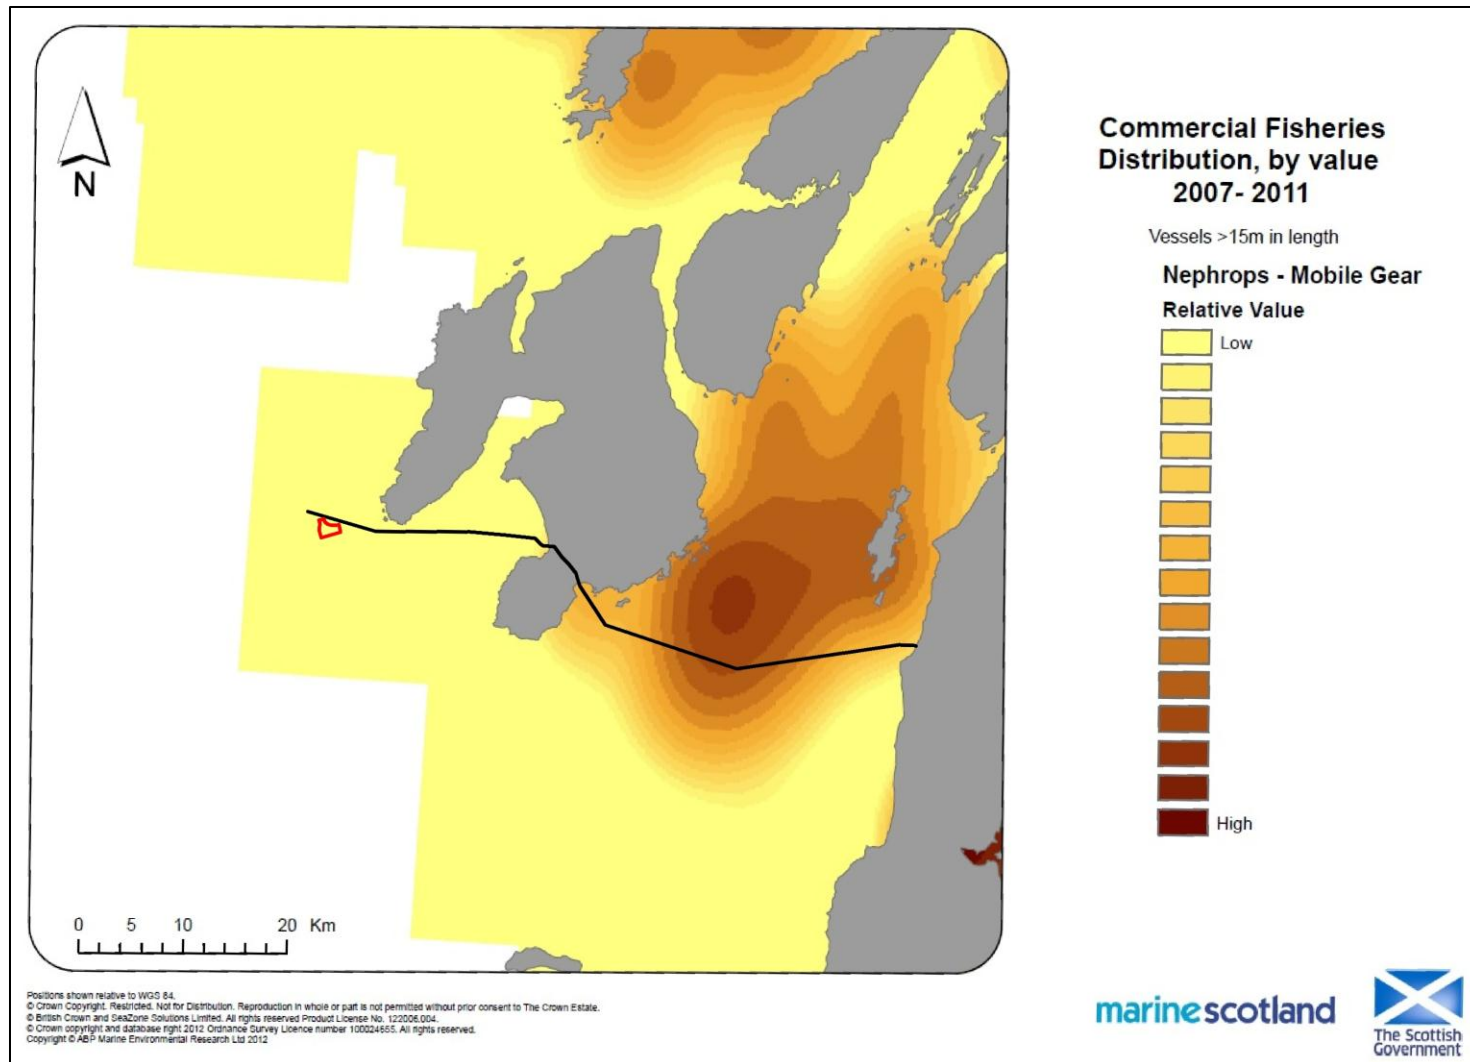 Commercial Fisheries
Distribution, by value
2007- 2011
Vessels >15m in length
Nephrops - Mobile Gear
Relative Value
Low
High
N
0 5 10 20 Km
Positions shown relative to WGS 84.
© Crown Copyright. Restricted. Not for Distribution. Reproduction in whole or part is not permitted without prior consent to The Crown Estate.
© British Crown and SeaZone Solutions Limited. All rights reserved Product License No. 122006.004.
© Crown copyright and database right 2012 Ordnance Survey Licence number 100024655. All rights reserved.
Copyright © ABP Marine Environmental Research Ltd 2012
marinescotland
The Scottish
Government